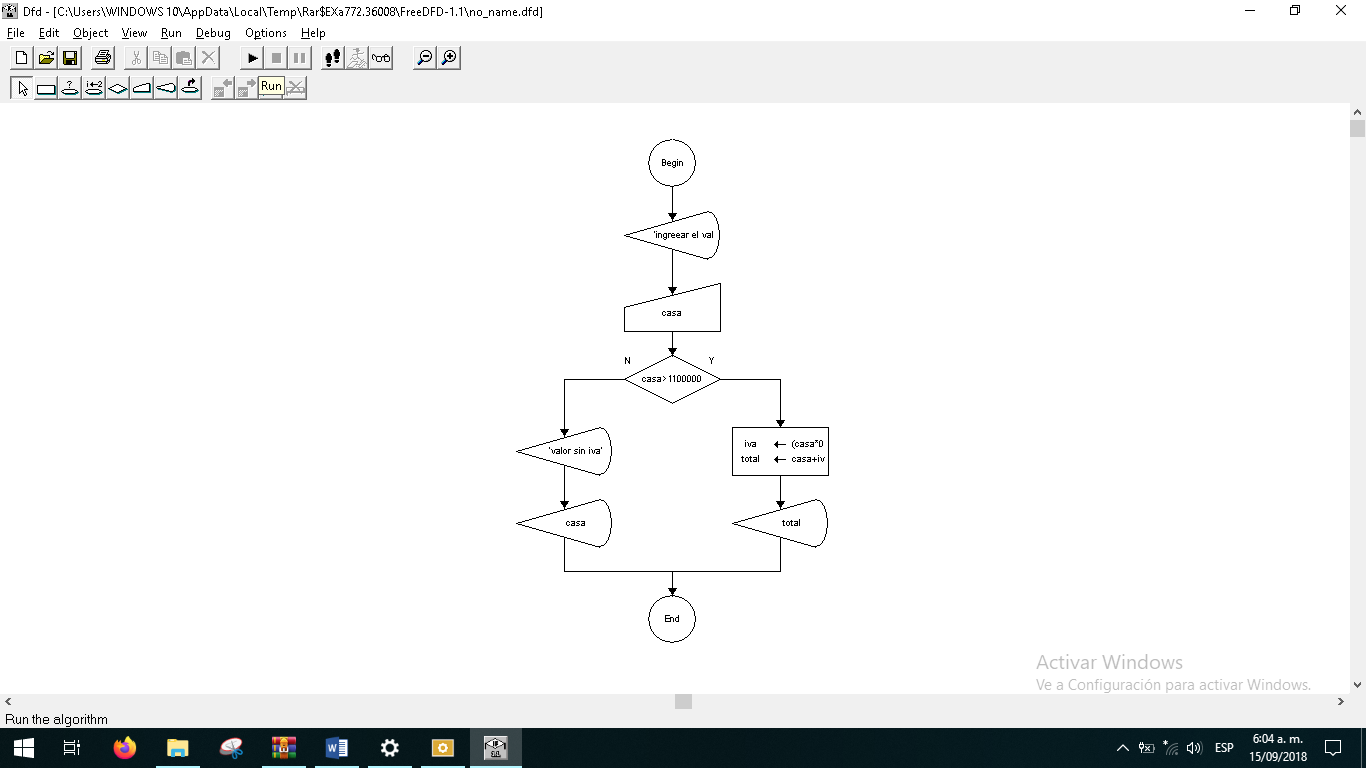 Dfd - [C:\Users\WINDOWS 10\AppData\Local\Temp\Rar$EXa772.36008\FreeDFD-1.1\no_name.dfd]
File Edit Object View Run Debug Options Help
Run
Begin
'ingreear el val
casa
N Y
casa>1100000
'valor sin iva'
iva ← (casa*0
total ← casa+iv
casa
total
End
Activar Windows
Ve a Configuración para activar Windows.
Run the algorithm
ESP
6:04 a. m.
15/09/2018